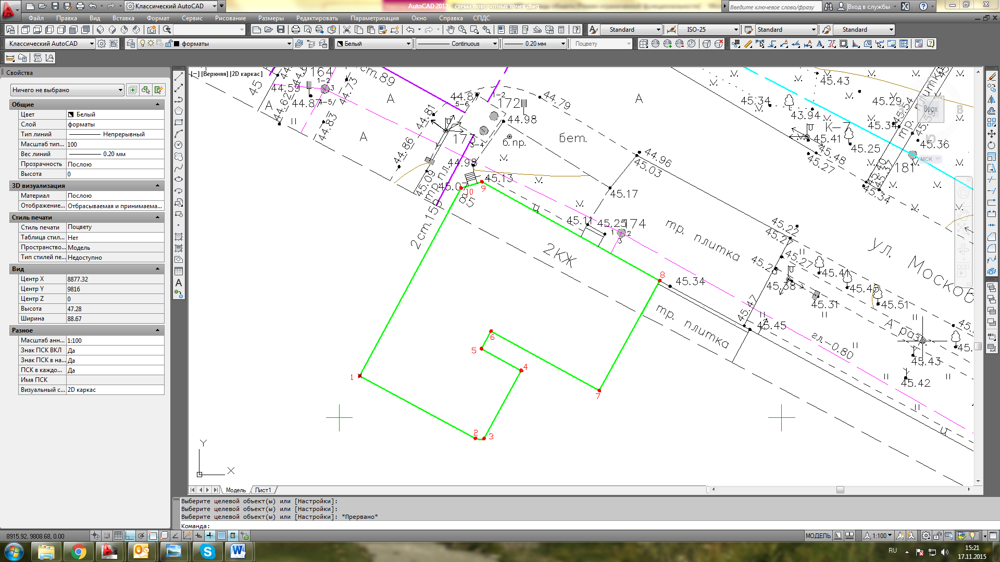 AutoCAD 2012 схема поворотных точек.dwg
Классический AutoCAD
Введите ключевое слово/фразу
Вход в службы
Файл Правка Вид Вставка Формат Сервис Рисование Размеры Редактировать Параметризация Окно Справка СПДС
Standard ISO-25 Standard Standard
Классический AutoCAD форматы Белый Continuous 0.20 мм Поцвету
Свойства
Ничего не выбрано
Общие
Цвет Белый
Слой форматы
Тип линий Непрерывный
Масштаб тип... 100
Вес линий 0.20 мм
Прозрачность Послою
Высота 0
3D визуализация
Материал Послою
Отображение... Отбрасываемая и принимаема...
Стиль печати
Стиль печати Поцвету
Таблица стил... Нет
Пространство... Модель
Тип стилей пе... Недоступно
Вид
Центр X 8877.32
Центр Y 9816
Центр Z 0
Высота 47.28
Ширина 88.67
Разное
Масштаб анн... 1:100
Знак ПСК ВКЛ Да
Знак ПСК в на... Да
ПСК в каждо... Да
Имя ПСК
Визуальный с... 2D каркас
[−] [Верхняя] [2D каркас]
164
1-2
3
45
44.59
44.87
4-5
44.73
44.62
44.83
А
ст.89
А
А
А
44.87
5-6
1-2
172
44.79
44.98
44.81
3-4
б.пр.
бет.
44.86
44.98
45.09
тр. пл.
45.07
45.13
10
9
2ст.159
44.96
45.03
45.17
45.11
45.25
174
1
2
3
тр. плитка
2КЖ
ц
8
45.34
тр. плитка
45.47
45.45
гл-0.80
А разб.
45.22
45.27
45.27
45.28
45.38
45.41
45.45
45.31
45.51
45.43
45.42
ул. Москов
45.43
45.34
43.94
45.29
К-7
45.41
45.25
45.48
45.27
45.34
45.36
181
45.34
Верх
В
Ю
МСК
6
5
4
7
1
2
3
ц
Y
X
Модель Лист1
Выберите целевой объект(ы) или [Настройки]:
Выберите целевой объект(ы) или [Настройки]:
Выберите целевой объект(ы) или [Настройки]: *Прервано*
Команда:
8915.92, 9808.68, 0.00
МОДЕЛЬ
1:100
RU
15:21
17.11.2015